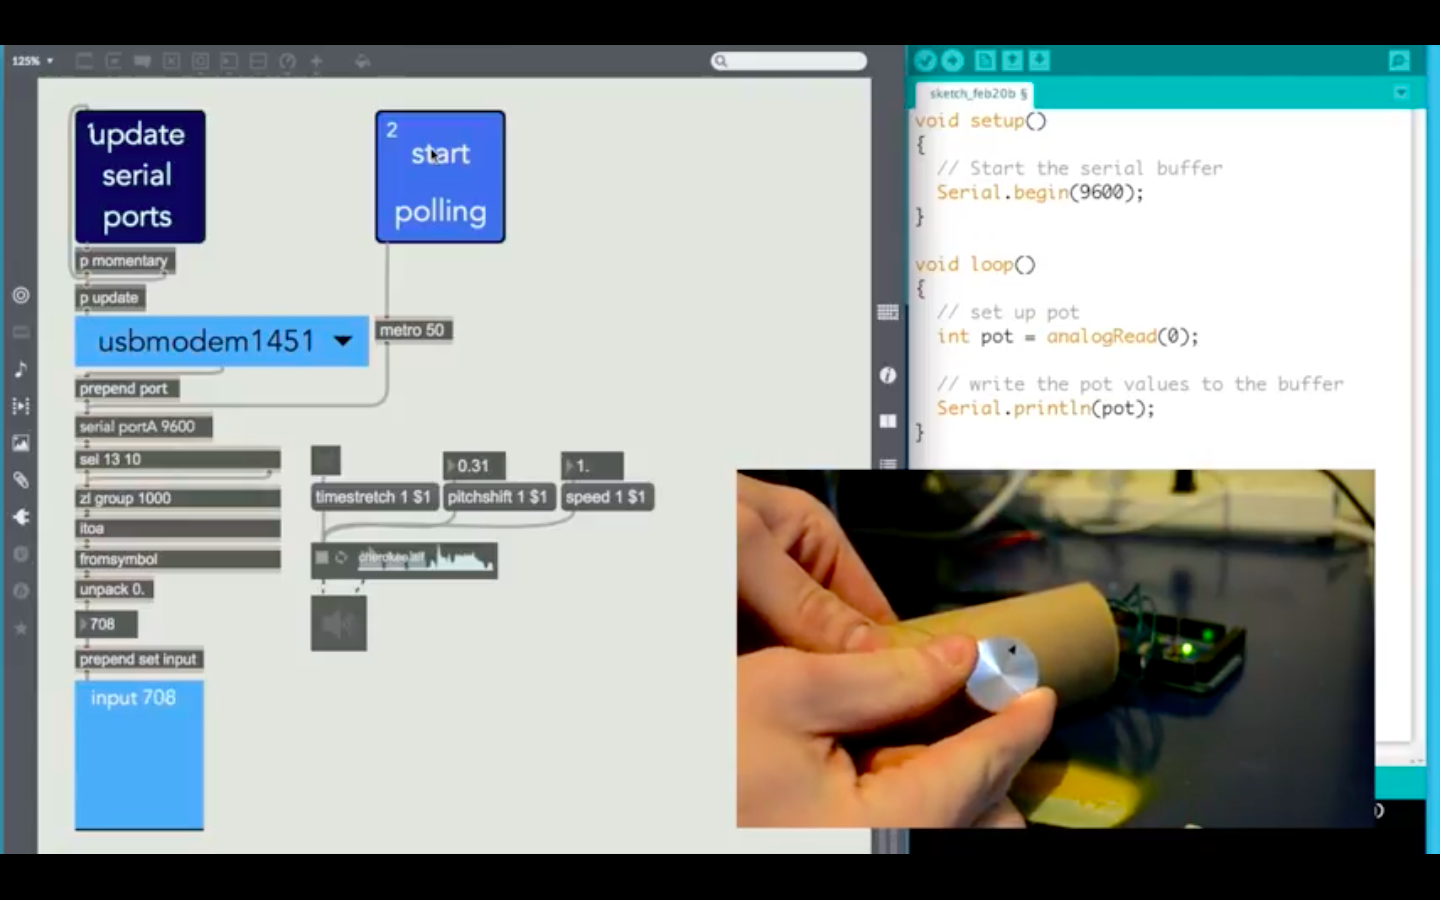 125%
1update
serial
ports
p momentary
p update
usbmodem1451
prepend port
serial portA 9600
sel 13 10
zl group 1000
itoa
fromsymbol
unpack 0.
708
prepend set input
input 708
2
start
polling
metro 50
0.31
1.
timestretch 1 $1
pitchshift 1 $1
speed 1 $1
cherokee.aif
sketch_feb20b §
void setup()
{
// Start the serial buffer
Serial.begin(9600);
}
void loop()
{
// set up pot
int pot = analogRead(0);
// write the pot values to the buffer
Serial.println(pot);
}